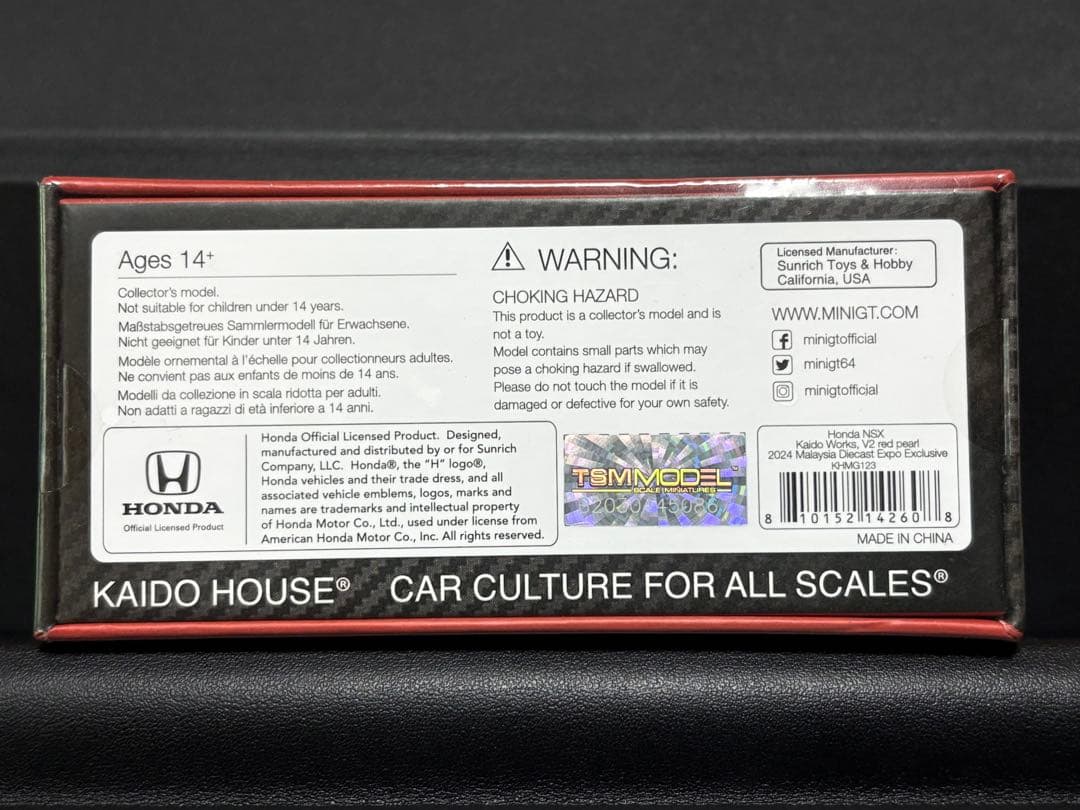 Ages 14+
Collector's model.
Not suitable for children under 14 years.
Maßstabsgetreues Sammlermodell für Erwachsene.
Nicht geeignet für Kinder unter 14 Jahren.
Modèle ornemental à l'échelle pour collectionneurs adultes.
Ne convient pas aux enfants de moins de 14 ans.
Modelli da collezione in scala ridotta per adulti.
Non adatti a ragazzi di età inferiore a 14 anni.
WARNING:
CHOKING HAZARD
This product is a collector's model and is
not a toy.
Model contains small parts which may
pose a choking hazard if swallowed.
Please do not touch the model if it is
damaged or defective for your own safety.
Licensed Manufacturer:
Sunrich Toys & Hobby
California, USA
WWW.MINIGT.COM
minigtofficial
minigt64
minigtofficial
HONDA
Official Licensed Product
Honda Official Licensed Product. Designed,
manufactured and distributed by or for Sunrich
Company, LLC. Honda®, the "H" logo®,
Honda vehicles and their trade dress, and all
associated vehicle emblems, logos, marks and
names are trademarks and intellectual property
of Honda Motor Co., Ltd., used under license from
American Honda Motor Co., Inc. All rights reserved.
TSMMODEL
SCALE MINIATURES
Honda NSX
Kaido Works, V2 red pearl
2024 Malaysia Diecast Expo Exclusive
KHMG123
8 10152 14260 8
MADE IN CHINA
KAIDO HOUSE® CAR CULTURE FOR ALL SCALES®